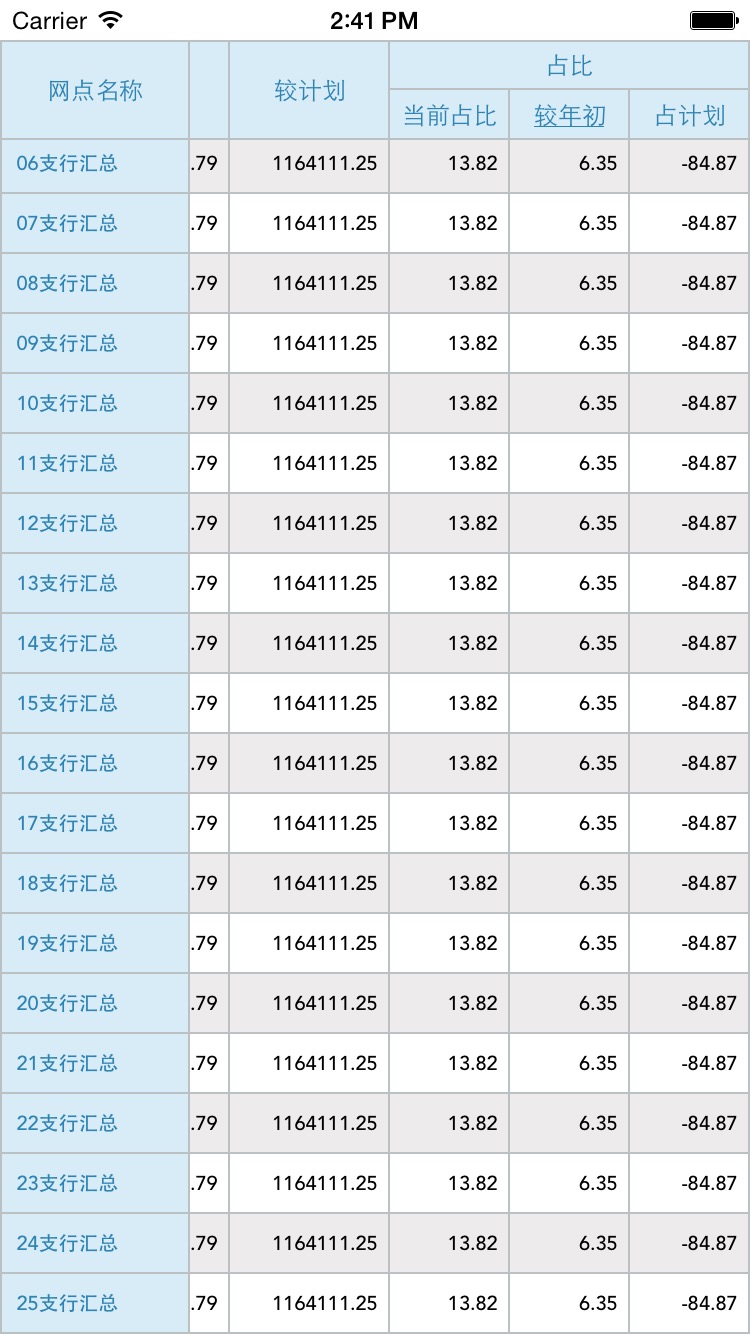 Carrier 2:41 PM
占比
网点名称 较计划
当前占比 较年初 占计划
06支行汇总 .79 1164111.25 13.82 6.35 -84.87
07支行汇总 .79 1164111.25 13.82 6.35 -84.87
08支行汇总 .79 1164111.25 13.82 6.35 -84.87
09支行汇总 .79 1164111.25 13.82 6.35 -84.87
10支行汇总 .79 1164111.25 13.82 6.35 -84.87
11支行汇总 .79 1164111.25 13.82 6.35 -84.87
12支行汇总 .79 1164111.25 13.82 6.35 -84.87
13支行汇总 .79 1164111.25 13.82 6.35 -84.87
14支行汇总 .79 1164111.25 13.82 6.35 -84.87
15支行汇总 .79 1164111.25 13.82 6.35 -84.87
16支行汇总 .79 1164111.25 13.82 6.35 -84.87
17支行汇总 .79 1164111.25 13.82 6.35 -84.87
18支行汇总 .79 1164111.25 13.82 6.35 -84.87
19支行汇总 .79 1164111.25 13.82 6.35 -84.87
20支行汇总 .79 1164111.25 13.82 6.35 -84.87
21支行汇总 .79 1164111.25 13.82 6.35 -84.87
22支行汇总 .79 1164111.25 13.82 6.35 -84.87
23支行汇总 .79 1164111.25 13.82 6.35 -84.87
24支行汇总 .79 1164111.25 13.82 6.35 -84.87
25支行汇总 .79 1164111.25 13.82 6.35 -84.87